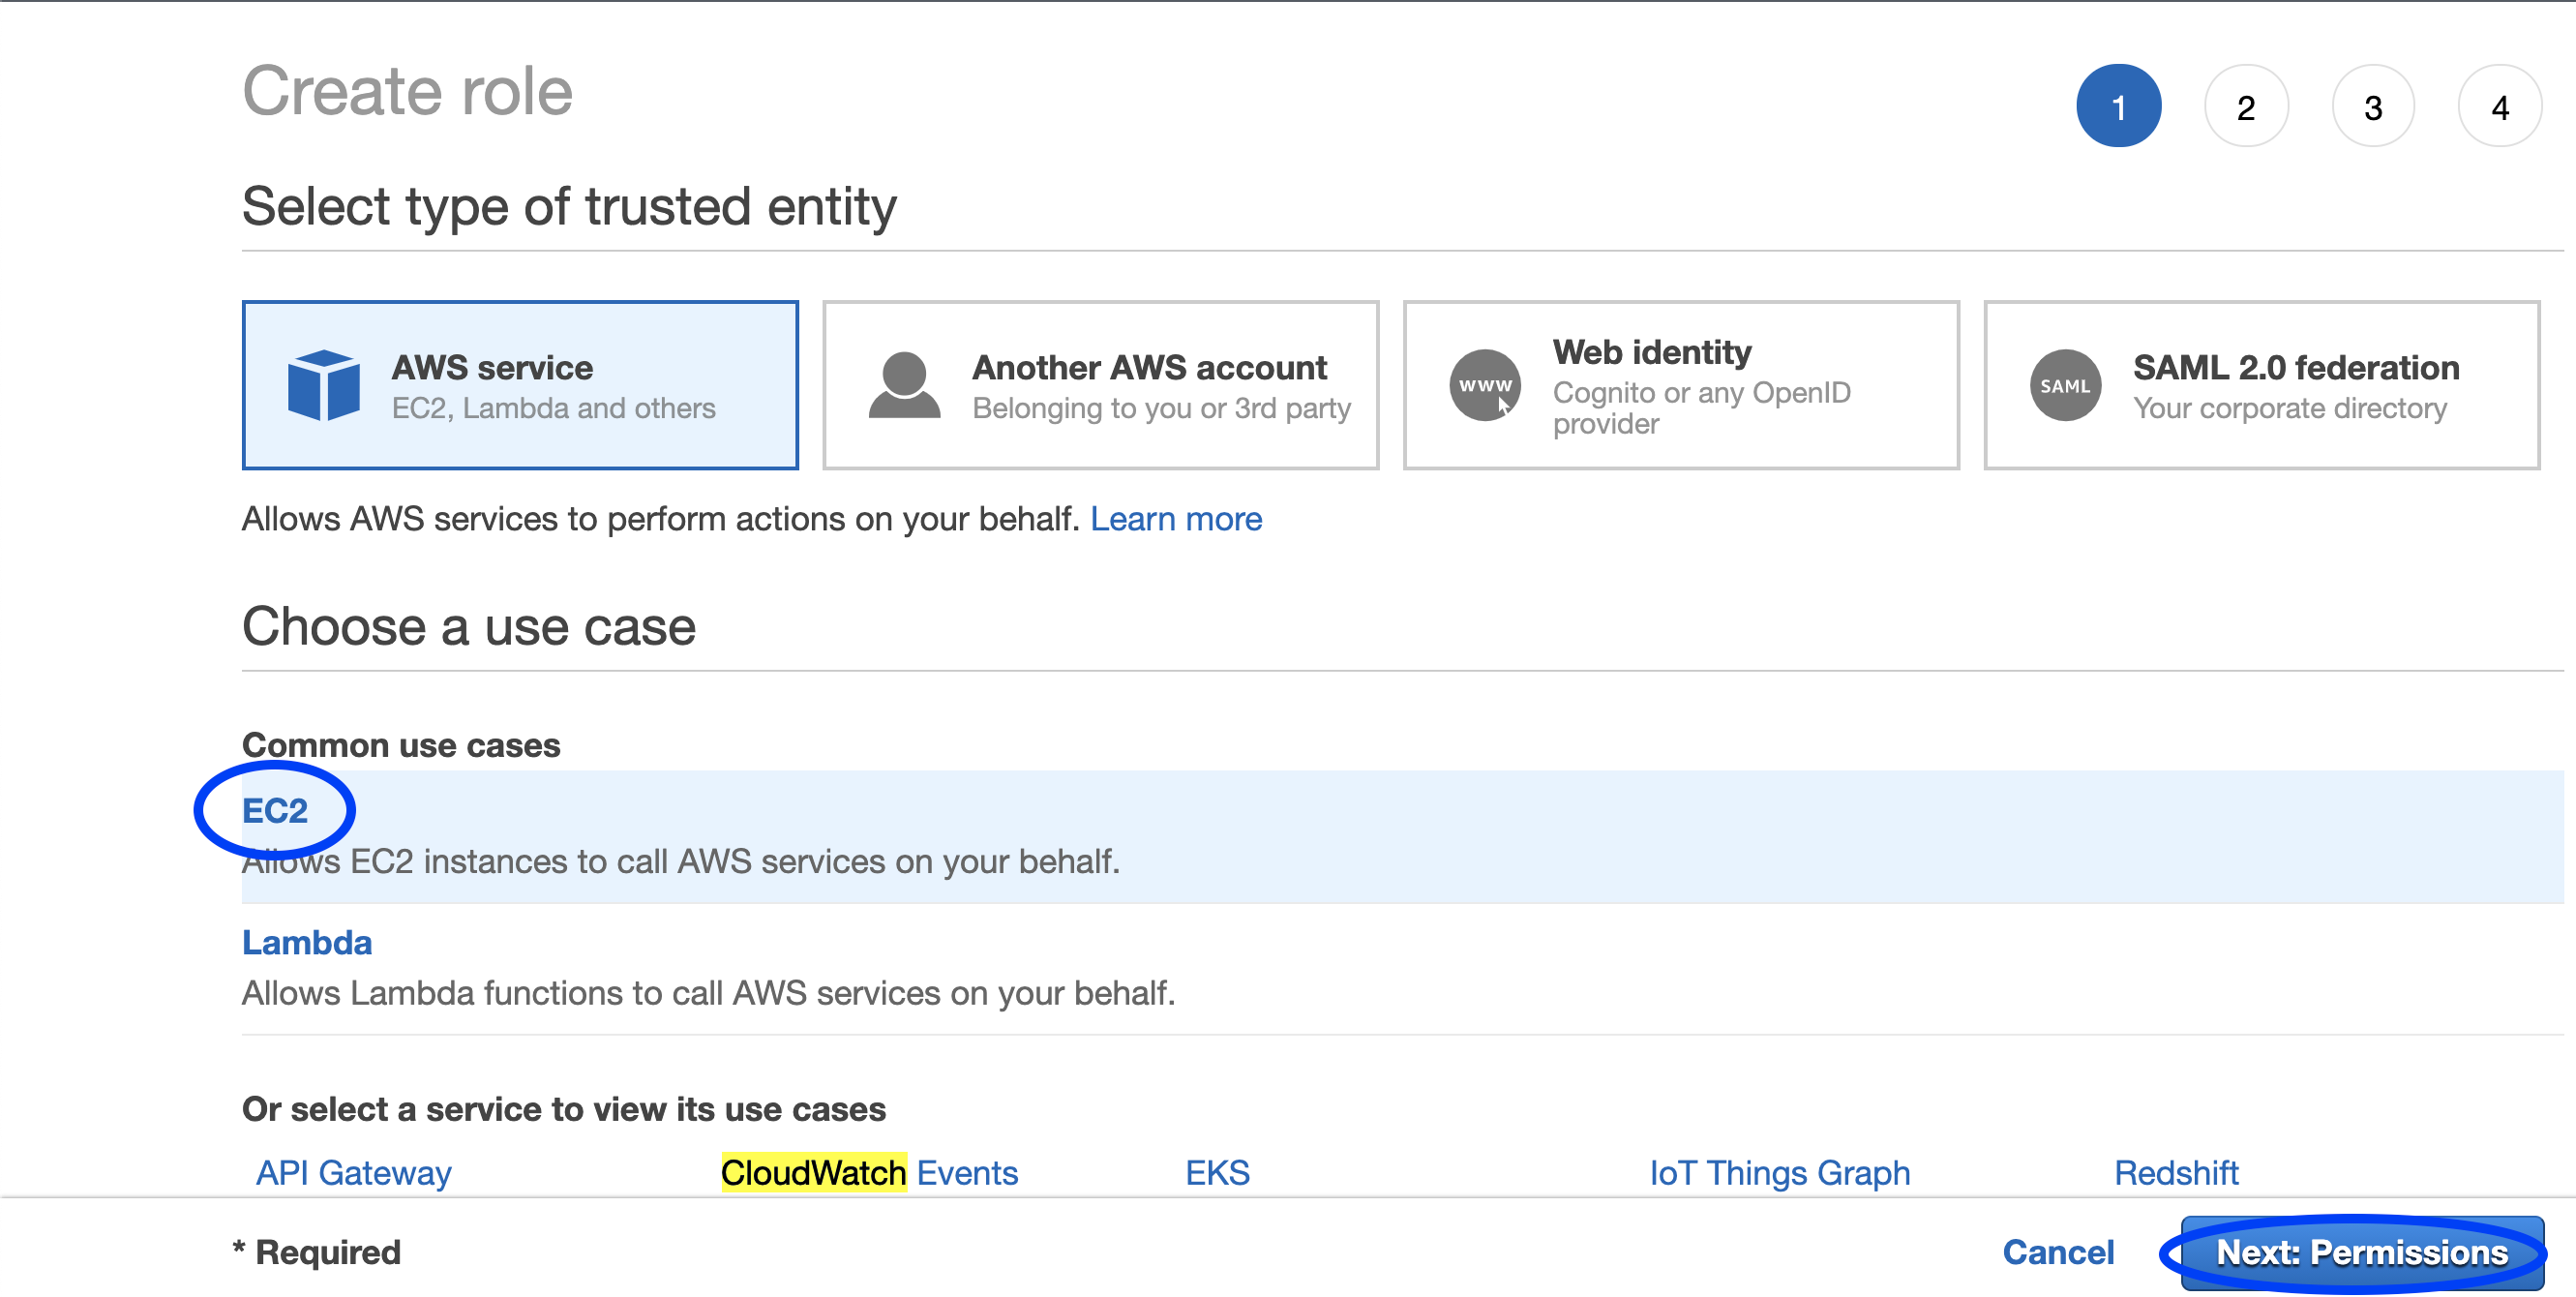 Create role
1 2 3 4
Select type of trusted entity
AWS service
EC2, Lambda and others
Another AWS account
Belonging to you or 3rd party
www
Web identity
Cognito or any OpenID
provider
SAML
SAML 2.0 federation
Your corporate directory
Allows AWS services to perform actions on your behalf. Learn more
Choose a use case
Common use cases
EC2
Allows EC2 instances to call AWS services on your behalf.
Lambda
Allows Lambda functions to call AWS services on your behalf.
Or select a service to view its use cases
API Gateway CloudWatch Events EKS IoT Things Graph Redshift
* Required Cancel Next: Permissions